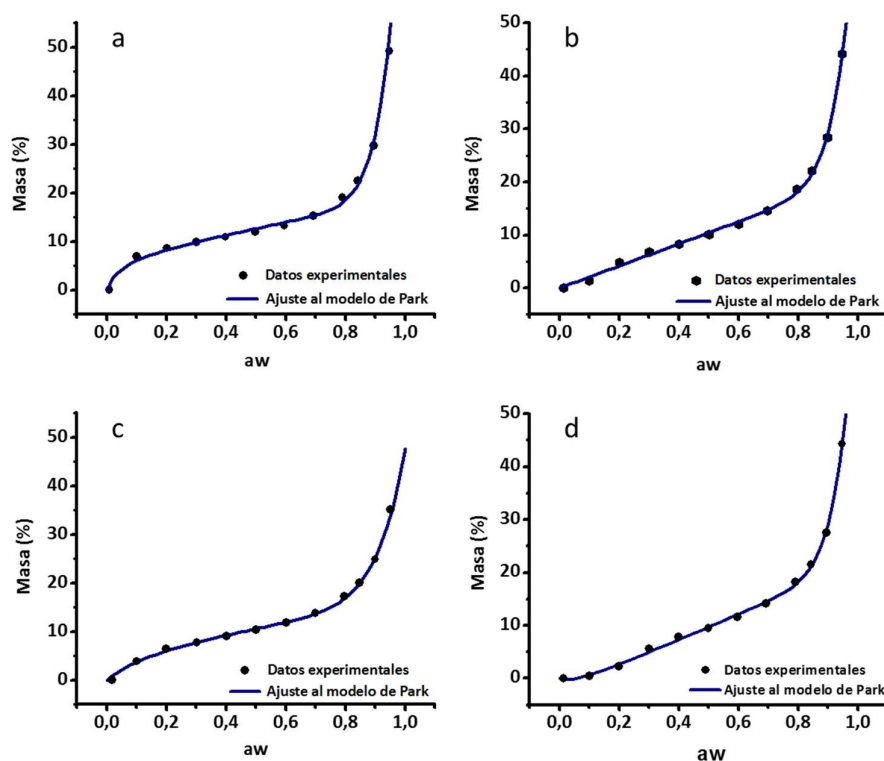 a
50
40
30
20
10
0
Masa (%)
Datos experimentales
Ajuste al modelo de Park
0,0 0,2 0,4 0,6 0,8 1,0
aw
b
50
40
30
20
10
0
Masa (%)
Datos experimentales
Ajuste al modelo de Park
0,0 0,2 0,4 0,6 0,8 1,0
aw
c
50
40
30
20
10
0
Masa (%)
Datos experimentales
Ajuste al modelo de Park
0,0 0,2 0,4 0,6 0,8 1,0
aw
d
50
40
30
20
10
0
Masa (%)
Datos experimentales
Ajuste al modelo de Park
0,0 0,2 0,4 0,6 0,8 1,0
aw